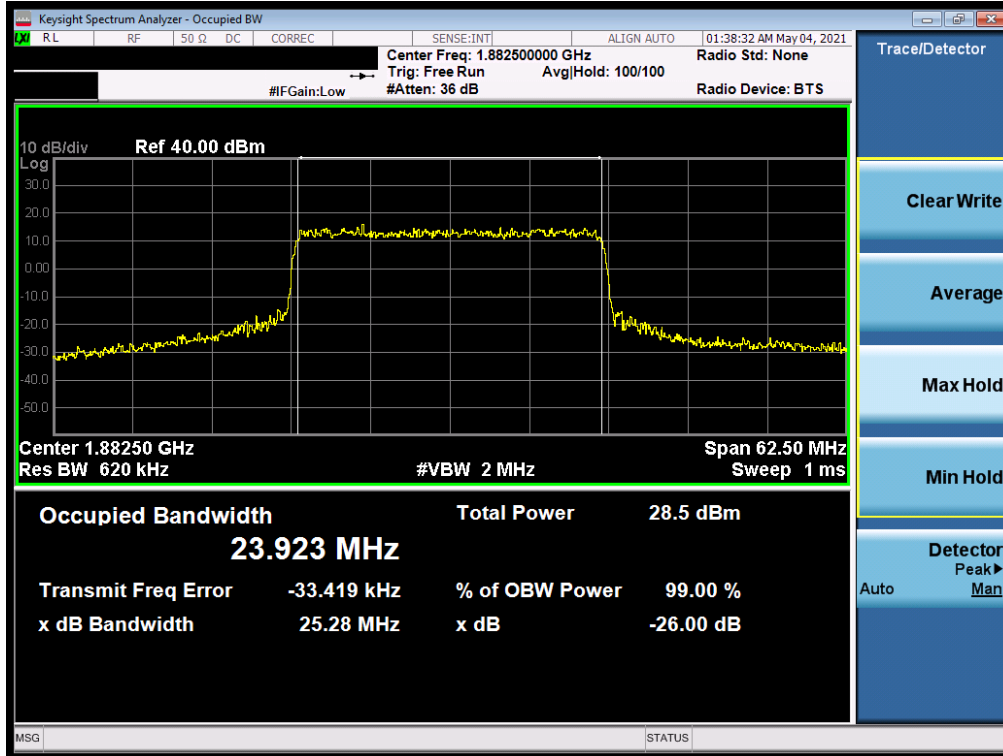 Keysight Spectrum Analyzer - Occupied BW
LXI RL RF 50 Ω DC CORREC SENSE:INT ALIGN AUTO 01:38:32 AM May 04, 2021
Center Freq: 1.882500000 GHz Radio Std: None
Trig: Free Run Avg|Hold: 100/100
#IFGain:Low #Atten: 36 dB Radio Device: BTS
10 dB/div Ref 40.00 dBm
Log
30.0
20.0
10.0
0.00
-10.0
-20.0
-30.0
-40.0
-50.0
Center 1.88250 GHz Span 62.50 MHz
Res BW 620 kHz #VBW 2 MHz Sweep 1 ms
Occupied Bandwidth Total Power 28.5 dBm
23.923 MHz
Transmit Freq Error -33.419 kHz % of OBW Power 99.00 %
x dB Bandwidth 25.28 MHz x dB -26.00 dB
MSG STATUS
Trace/Detector
Clear Write
Average
Max Hold
Min Hold
Detector
Peak▶
Auto Man